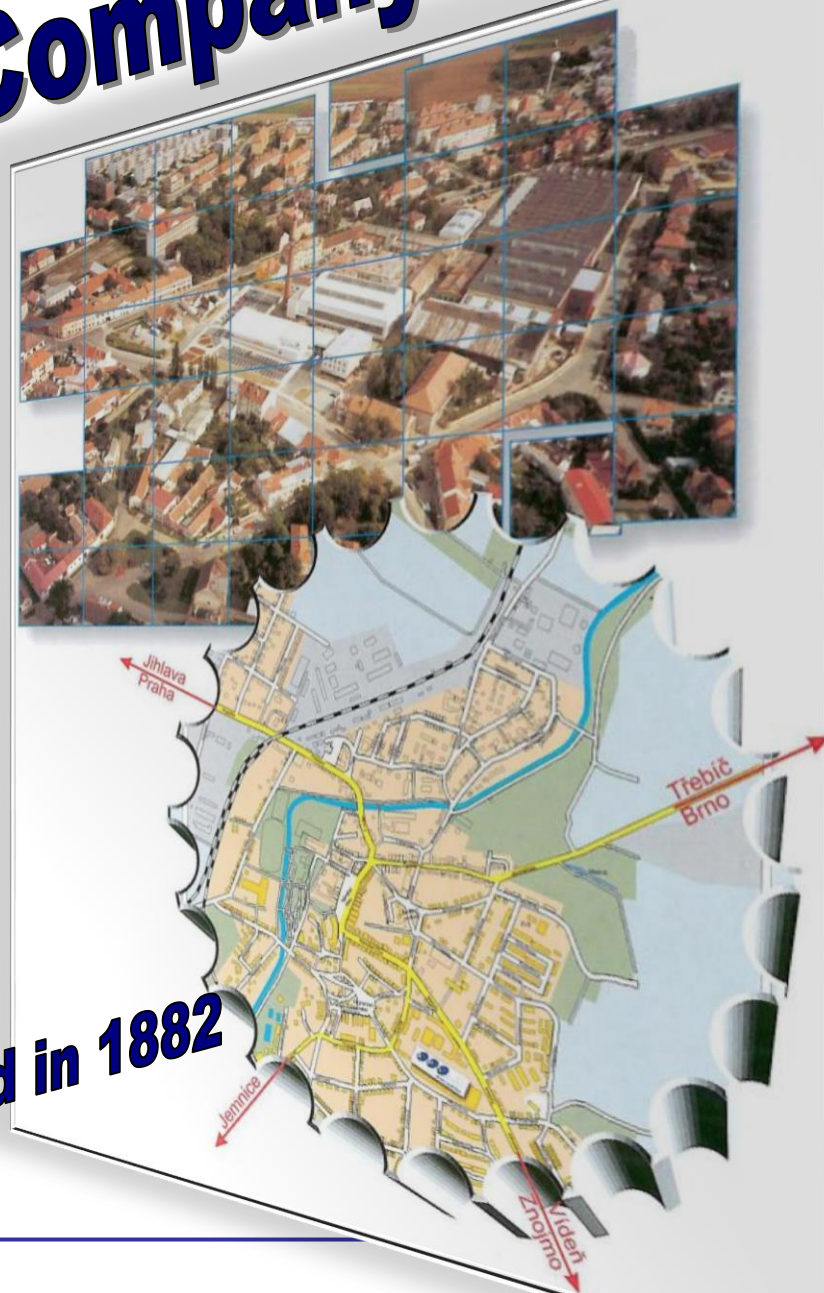 Company
d in 1882
Jihlava
Praha
Třebíč
Brno
Jemnice
Vídeň
Znojmo